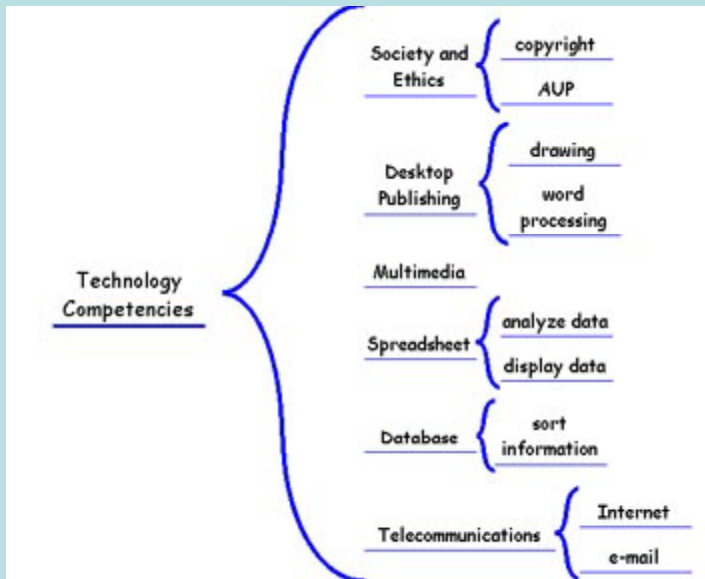 Technology
Competencies
Society and
Ethics
copyright
AUP
Desktop
Publishing
drawing
word
processing
Multimedia
Spreadsheet
analyze data
display data
Database
sort
information
Telecommunications
Internet
e-mail